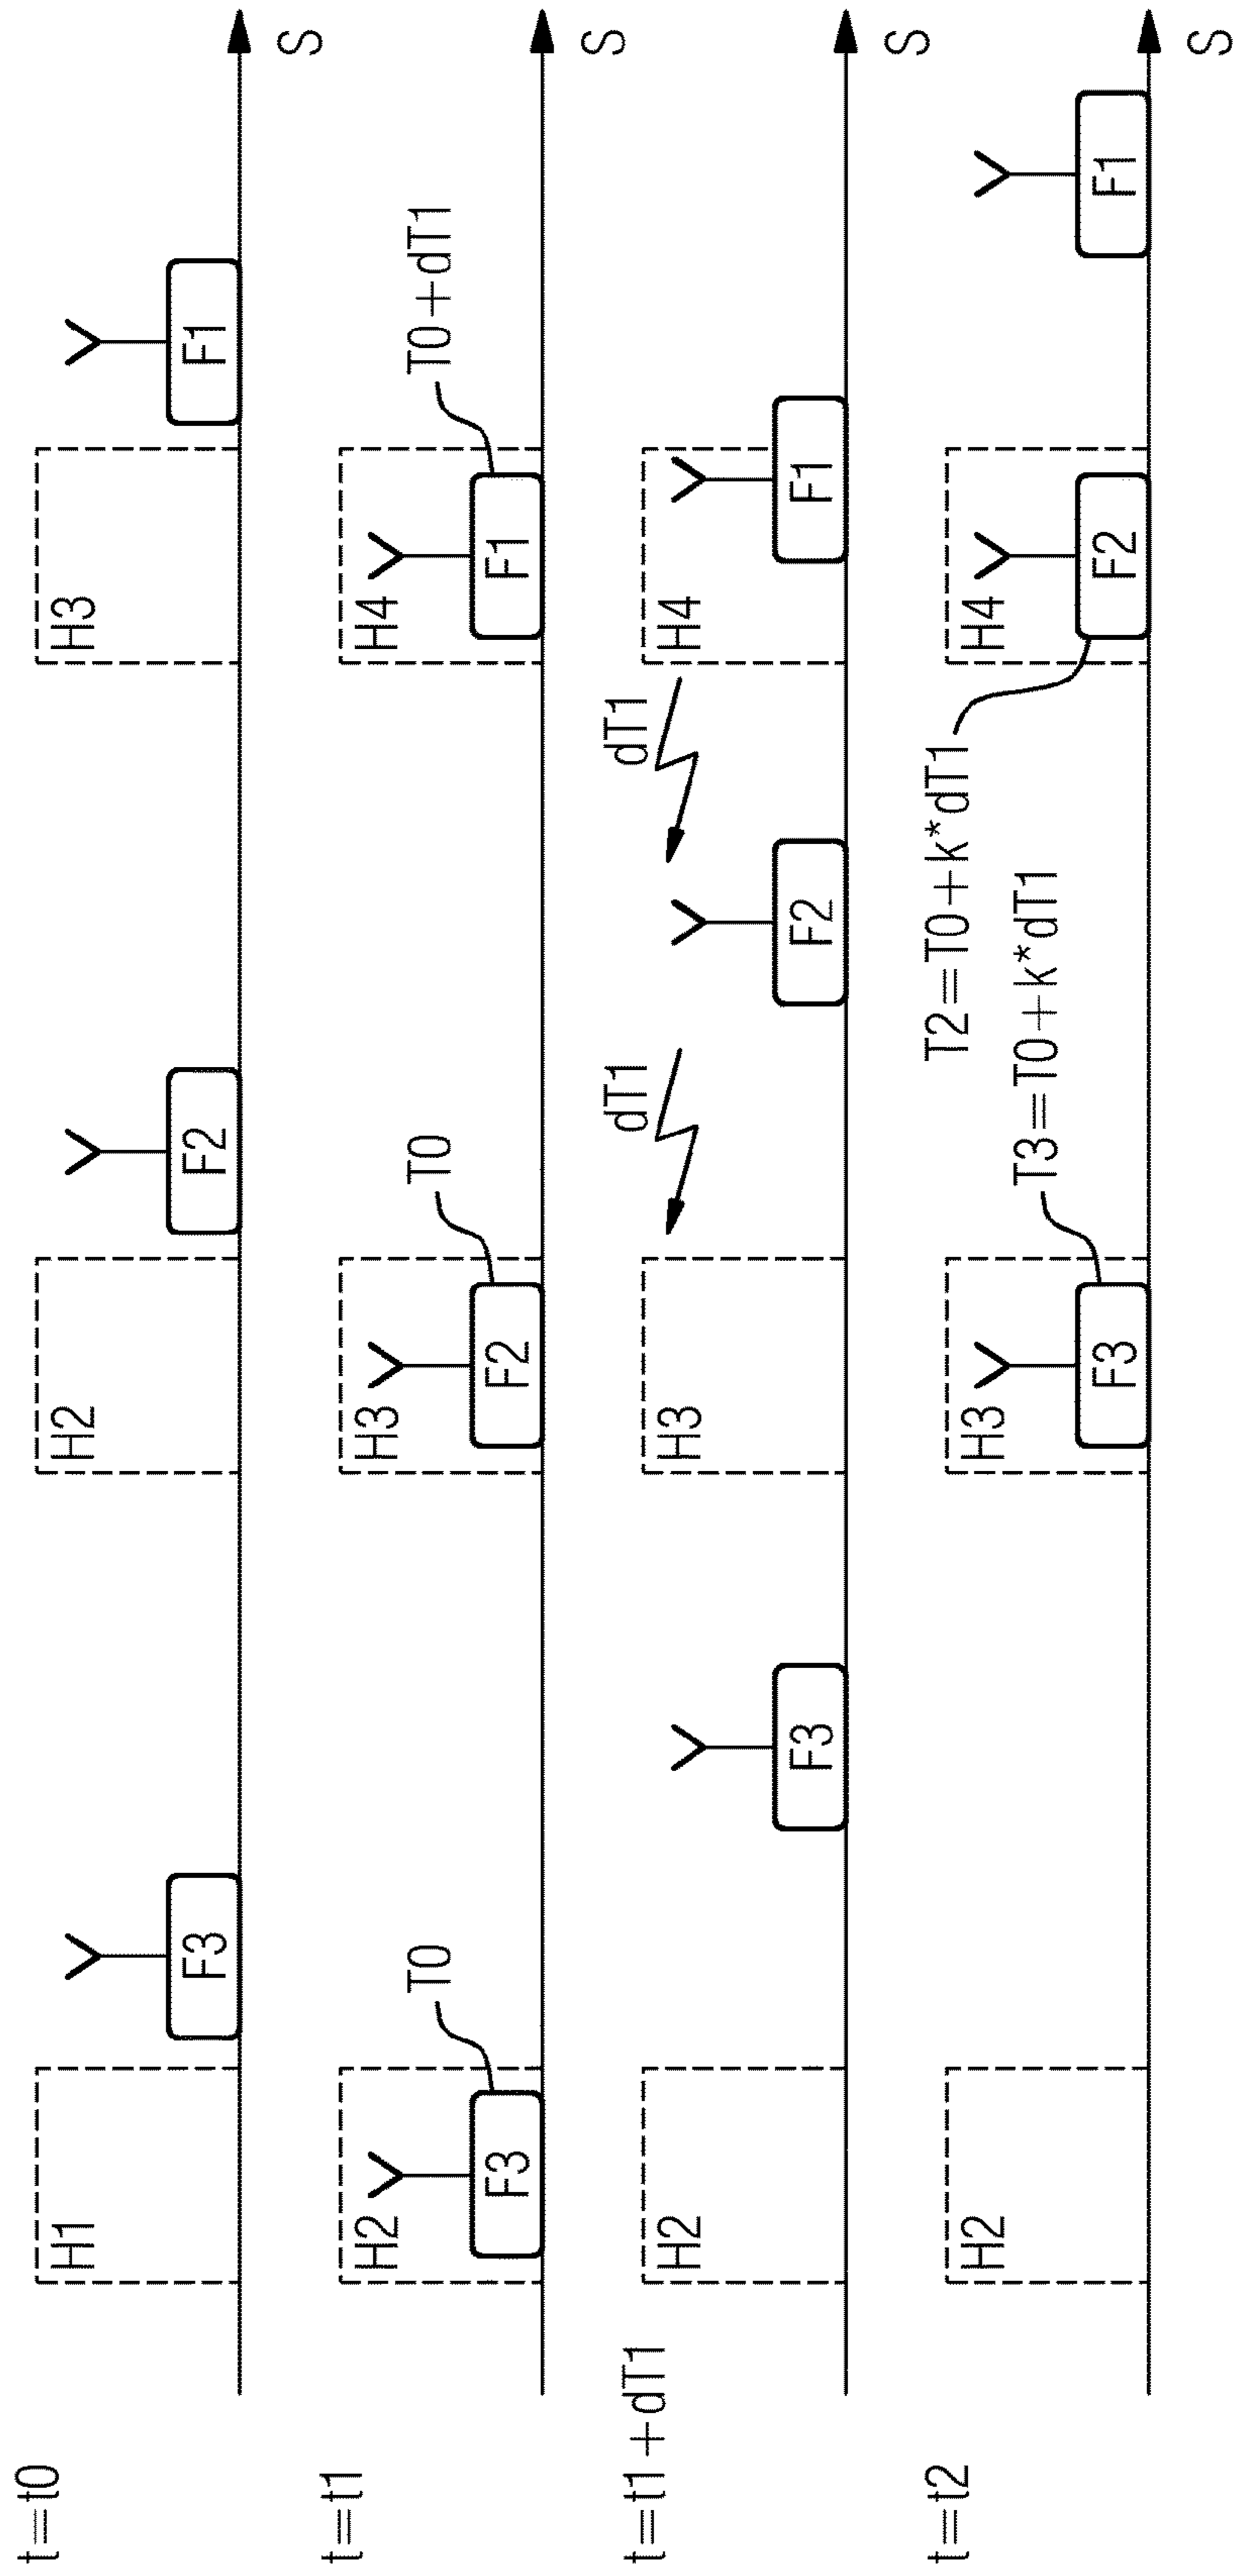 t=t0
H1
F3
H2
F2
H3
F1
S
t=t1
H2
F3
T0
H3
F2
T0
H4
F1
T0+dT1
S
t=t1+dT1
H2
F3
H3
dT1
F2
dT1
H4
F1
S
t=t2
H2
H3
F3
T3=T0+k*dT1
T2=T0+k*dT1
H4
F2
F1
S